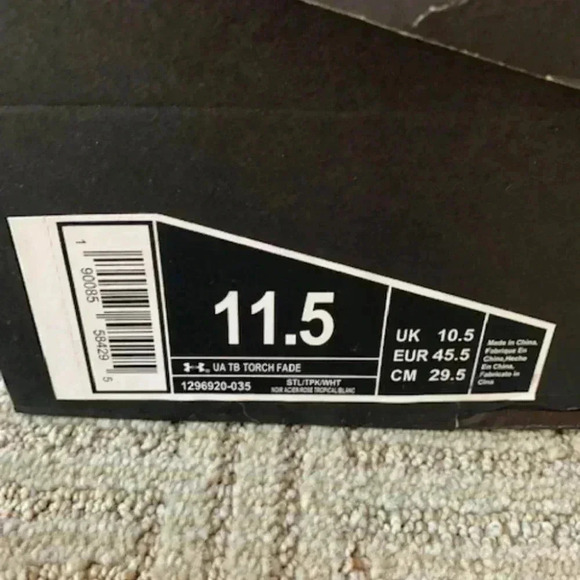 1 90085 58429 5
11.5
UA TB TORCH FADE
1296920-035
STL/TPK/WHT
NOIR ACIER/ROSE TROPICAL/BLANC
UK 10.5
EUR 45.5
CM 29.5
Made In China,
Fabrique En
Chine,Hecho
En China,
Fabricato in
Cina